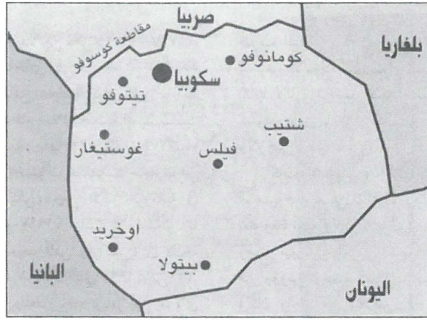 صربيا
مقاطعة كوسوفو
بلغاريا
كومانوفو
سكوبيا
تيتوفو
شتيب
غوستيغار
فيلس
اوخريد
بيتولا
البانيا
اليونان